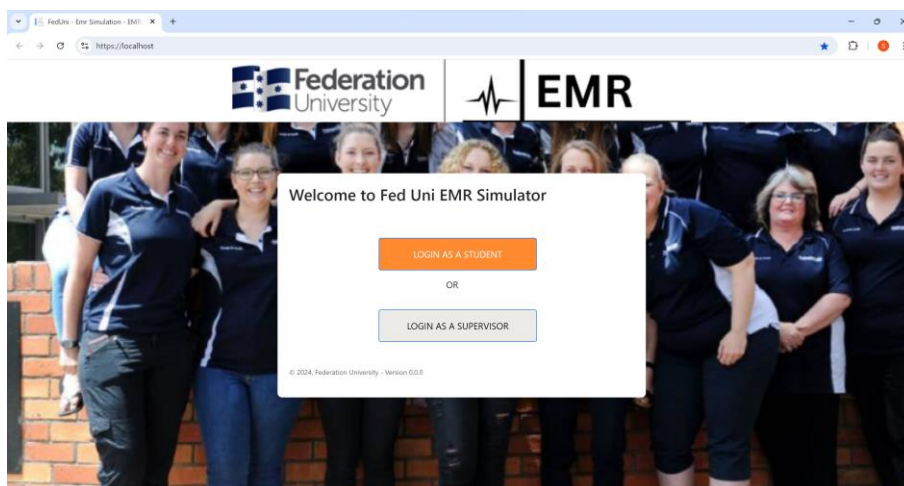 FedUni - Emr Simulation - EMR
https://localhost
Federation
University
EMR
Welcome to Fed Uni EMR Simulator
LOGIN AS A STUDENT
OR
LOGIN AS A SUPERVISOR
© 2024, Federation University - Version 0.0.0